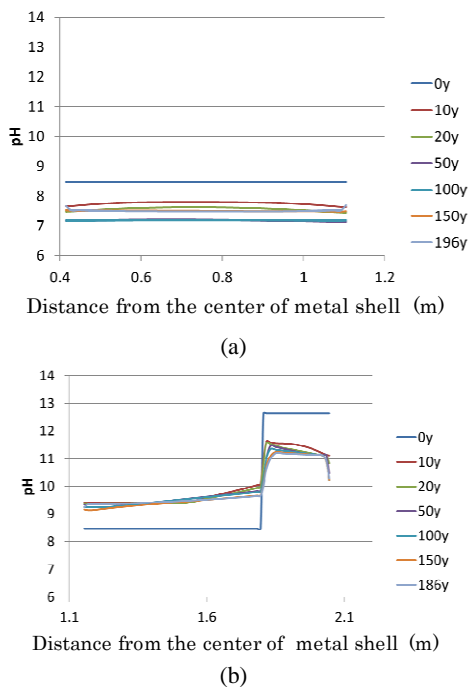 14
13
12
11
10
9
8
7
6
pH
0.4 0.6 0.8 1 1.2
0y
10y
20y
50y
100y
150y
196y
Distance from the center of metal shell (m)
(a)
14
13
12
11
10
9
8
7
6
pH
1.1 1.6 2.1
0y
10y
20y
50y
100y
150y
186y
Distance from the center of metal shell (m)
(b)